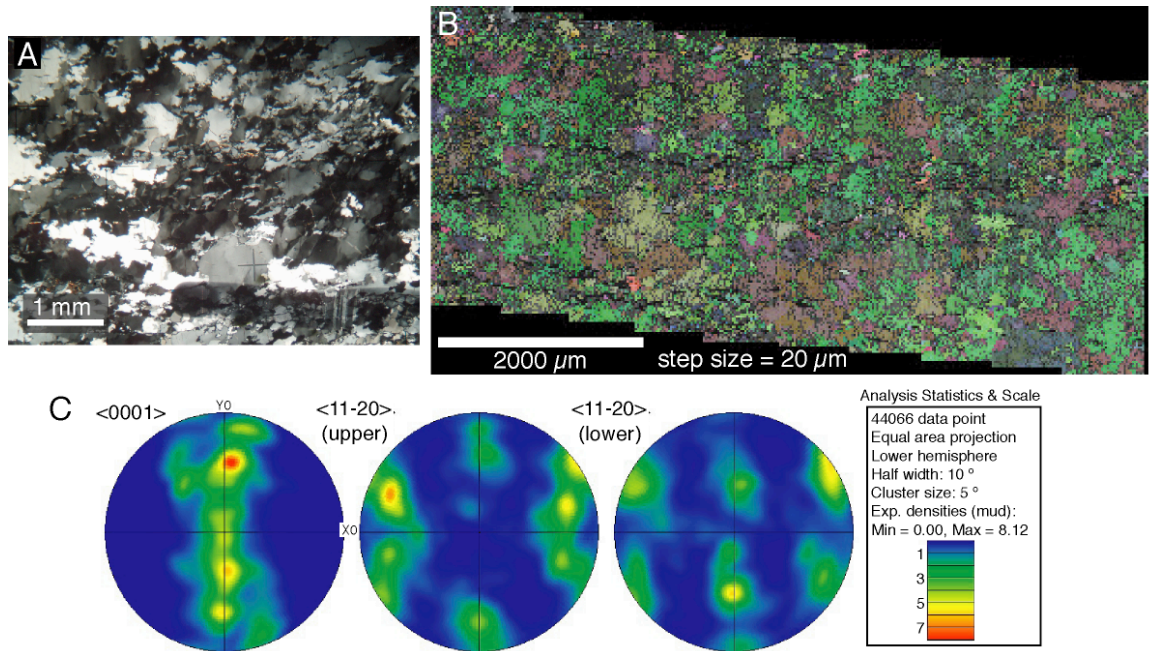 A
1 mm
B
2000 µm
step size = 20 µm
C
<0001>
Y0
<11-20>.
(upper)
X0
<11-20>.
(lower)
Analysis Statistics & Scale
44066 data point
Equal area projection
Lower hemisphere
Half width: 10 º
Cluster size: 5 º
Exp. densities (mud):
Min = 0.00, Max = 8.12
1
3
5
7